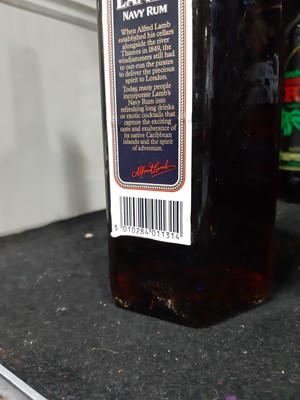 NAVY RUM
When Alfred Lamb
established his cellars
alongside the river
Thames in 1849, the
windjammers still had
to out-run the pirates
to deliver the precious
spirit to London.
Today, many people
incorporate Lamb's
Navy Rum into
refreshing long drinks
or exotic cocktails that
capture the exciting
taste and exuberance of
its native Caribbean
islands and the spirit
of adventure.
Alfred Lamb
5 010284 011314